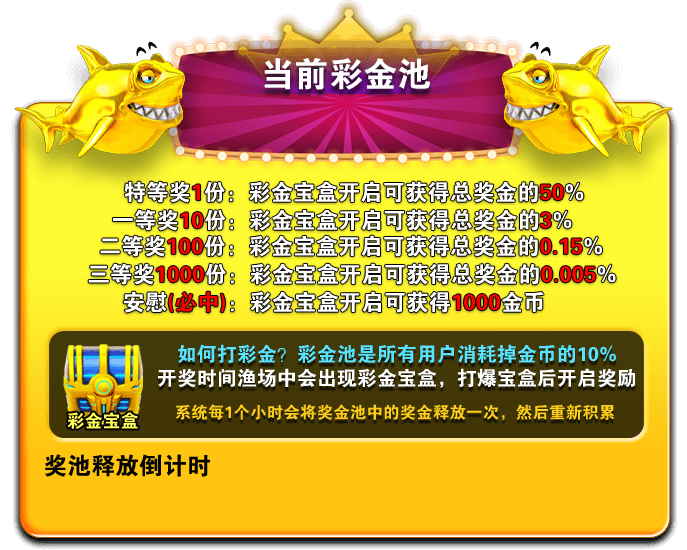 当前彩金池
特等奖1份：彩金宝盒开启可获得总奖金的50%
一等奖10份：彩金宝盒开启可获得总奖金的3%
二等奖100份：彩金宝盒开启可获得总奖金的0.15%
三等奖1000份：彩金宝盒开启可获得总奖金的0.005%
安慰(必中)：彩金宝盒开启可获得1000金币
如何打彩金？彩金池是所有用户消耗掉金币的10%
开奖时间渔场中会出现彩金宝盒，打爆宝盒后开启奖励
彩金宝盒
系统每1个小时会将奖金池中的奖金释放一次，然后重新积累
奖池释放倒计时